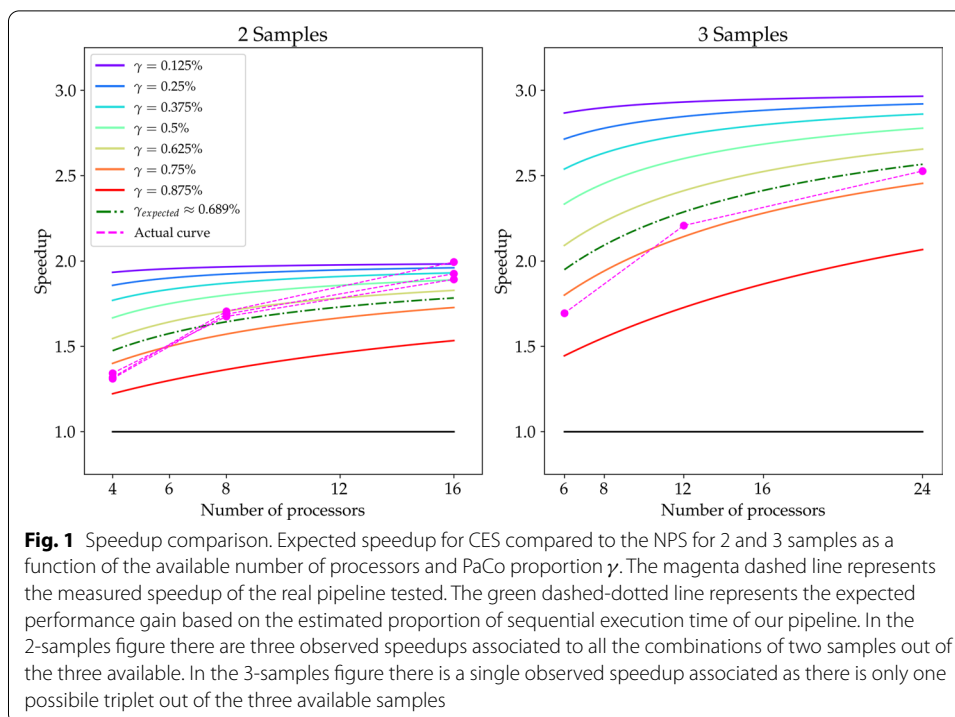 2 Samples
3 Samples
γ = 0.125%
γ = 0.25%
γ = 0.375%
γ = 0.5%
γ = 0.625%
γ = 0.75%
γ = 0.875%
γexpected ≈ 0.689%
Actual curve
3.0
2.5
2.0
1.5
1.0
Speedup
4
6
8
12
16
Number of processors
3.0
2.5
2.0
1.5
1.0
Speedup
6
8
12
16
24
Number of processors
Fig. 1 Speedup comparison. Expected speedup for CES compared to the NPS for 2 and 3 samples as a
function of the available number of processors and PaCo proportion γ. The magenta dashed line represents
the measured speedup of the real pipeline tested. The green dashed-dotted line represents the expected
performance gain based on the estimated proportion of sequential execution time of our pipeline. In the
2-samples figure there are three observed speedups associated to all the combinations of two samples out of
the three available. In the 3-samples figure there is a single observed speedup associated as there is only one
possibile triplet out of the three available samples